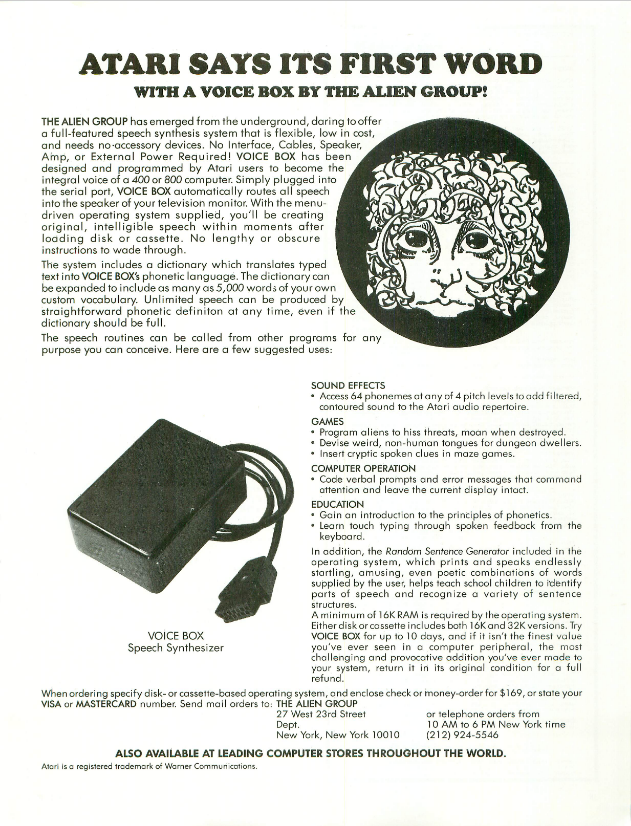 ATARI SAYS ITS FIRST WORD
WITH A VOICE BOX BY THE ALIEN GROUP!
THE ALIEN GROUP has emerged from the underground, daring to offer
a full-featured speech synthesis system that is flexible, low in cost,
and needs no accessory devices. No Interface, Cables, Speaker,
Amp, or External Power Required! VOICE BOX has been
designed and programmed by Atari users to become the
integral voice of a 400 or 800 computer. Simply plugged into
the serial port, VOICE BOX automatically routes all speech
into the speaker of your television monitor. With the menu-
driven operating system supplied, you'll be creating
original, intelligible speech within moments after
loading disk or cassette. No lengthy or obscure
instructions to wade through.
The system includes a dictionary which translates typed
text into VOICE BOX's phonetic language. The dictionary can
be expanded to include as many as 5,000 words of your own
custom vocabulary. Unlimited speech can be produced by
straightforward phonetic definiton at any time, even if the
dictionary should be full.
The speech routines can be called from other programs for any
purpose you can conceive. Here are a few suggested uses:
SOUND EFFECTS
• Access 64 phonemes at any of 4 pitch levels to add filtered,
contoured sound to the Atari audio repertoire.
GAMES
• Program aliens to hiss threats, moan when destroyed.
• Devise weird, non-human tongues for dungeon dwellers.
• Insert cryptic spoken clues in maze games.
COMPUTER OPERATION
• Code verbal prompts and error messages that command
attention and leave the current display intact.
EDUCATION
• Gain an introduction to the principles of phonetics.
• Learn touch typing through spoken feedback from the
keyboard.
In addition, the Random Sentence Generator included in the
operating system, which prints and speaks endlessly
startling, amusing, even poetic combinations of words
supplied by the user, helps teach school children to identify
parts of speech and recognize a variety of sentence
structures.
A minimum of 16K RAM is required by the operating system.
Either disk or cassette includes both 16K and 32K versions. Try
VOICE BOX for up to 10 days, and if it isn't the finest value
you've ever seen in a computer peripheral, the most
challenging and provocative addition you've ever made to
your system, return it in its original condition for a full
refund.
VOICE BOX
Speech Synthesizer
When ordering specify disk- or cassette-based operating system, and enclose check or money-order for $169, or state your
VISA or MASTERCARD number. Send mail orders to: THE ALIEN GROUP
27 West 23rd Street
Dept.
New York, New York 10010
or telephone orders from
10 AM to 6 PM New York time
(212) 924-5546
ALSO AVAILABLE AT LEADING COMPUTER STORES THROUGHOUT THE WORLD.
Atari is a registered trademark of Warner Communications.